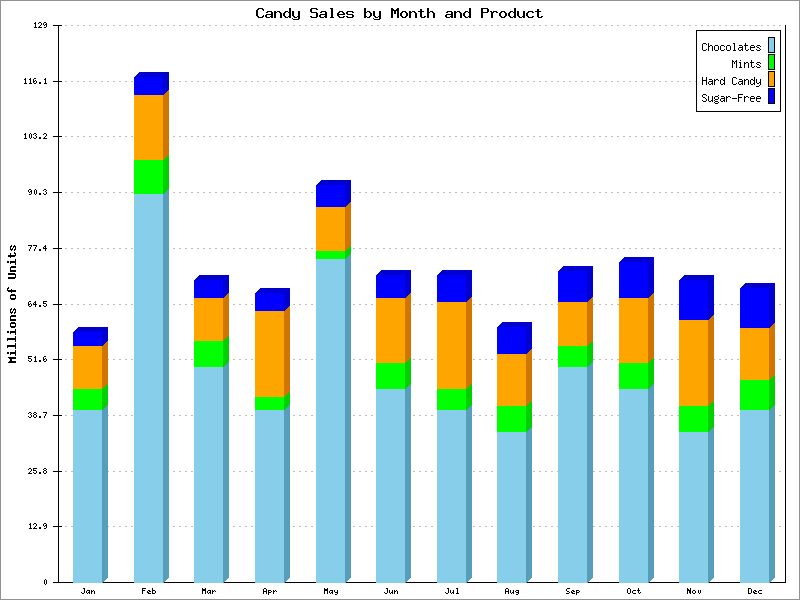 Candy Sales by Month and Product
Chocolates
Mints
Hard Candy
Sugar-Free
Millions of Units
129
116.1
103.2
90.3
77.4
64.5
51.6
38.7
25.8
12.9
0
Jan Feb Mar Apr May Jun Jul Aug Sep Oct Nov Dec